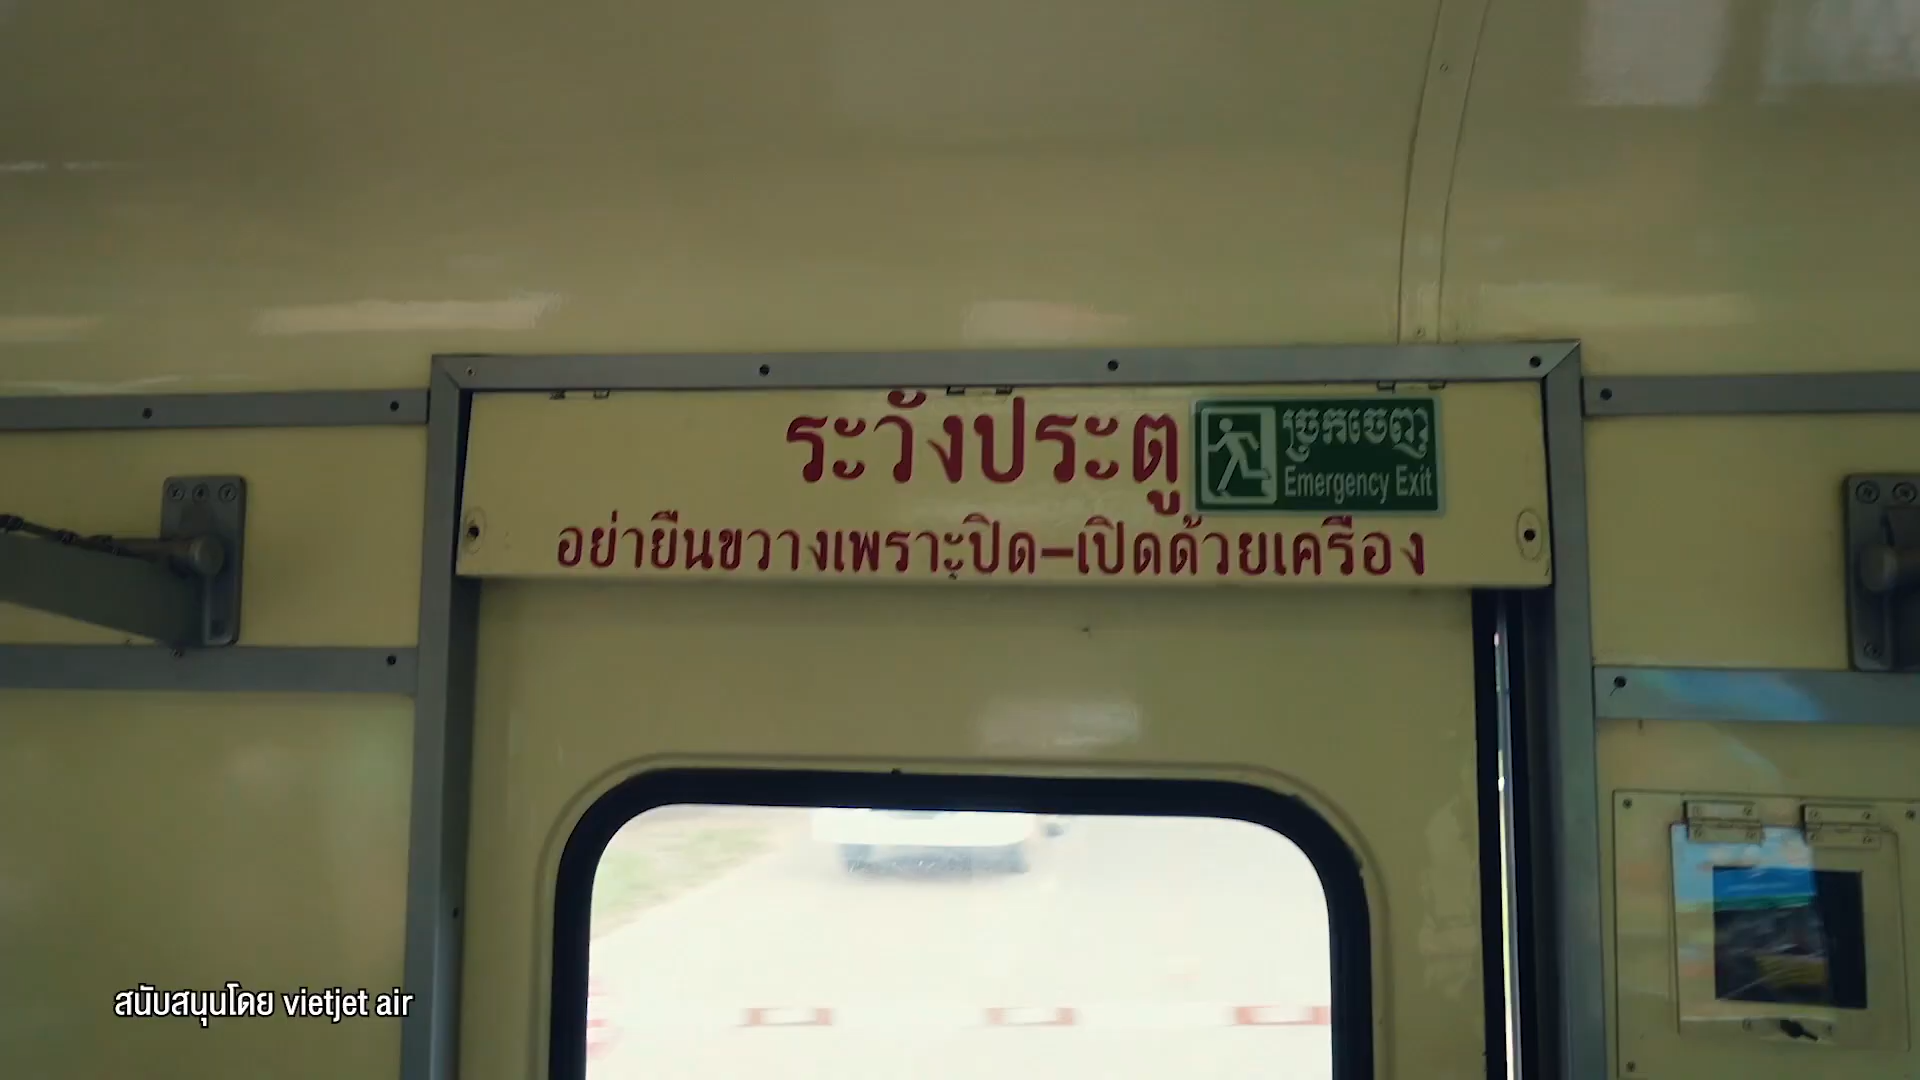 ระวังประตู
ច្រកចេញ
Emergency Exit
อย่ายืนขวางเพราะปิด-เปิดด้วยเครื่อง
สนับสนุนโดย vietjet air